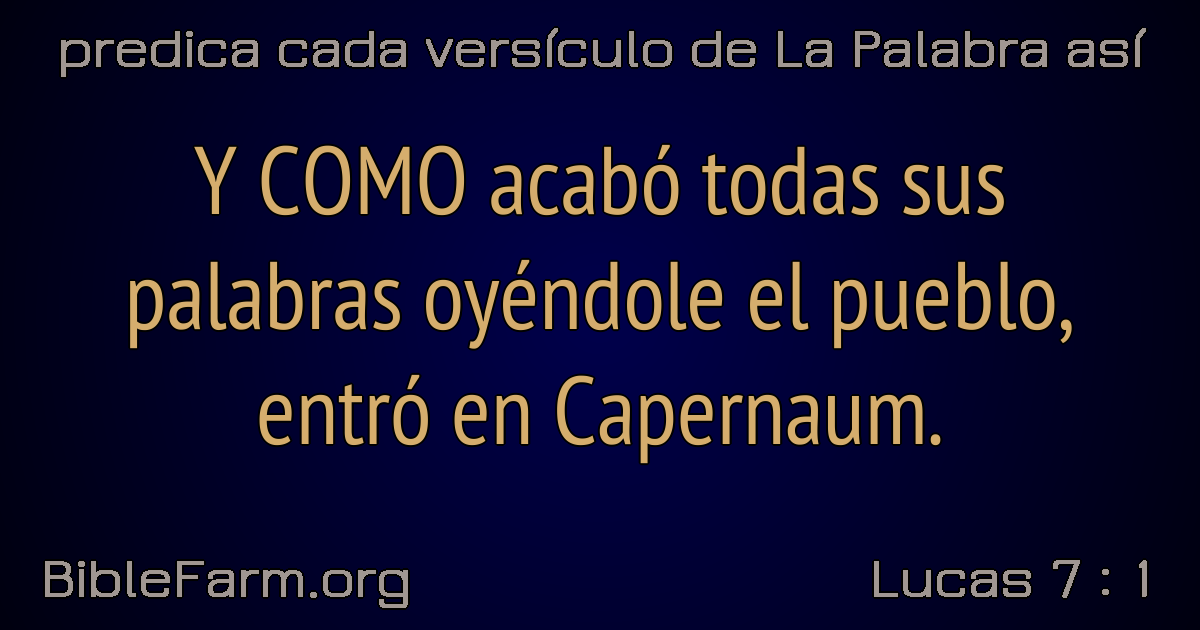 predica cada versículo de La Palabra así
Y COMO acabó todas sus
palabras oyéndole el pueblo,
entró en Capernaum.
BibleFarm.org
Lucas 7 : 1